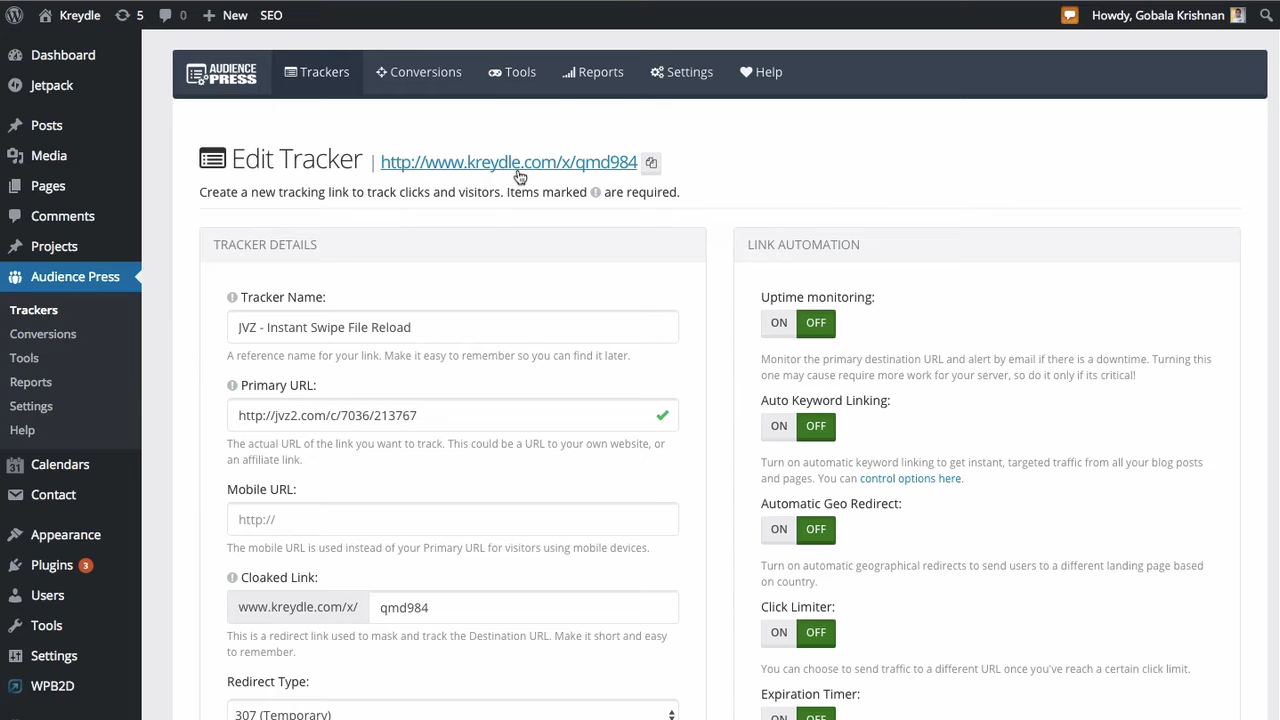 Kreydle 5 0 + New SEO Howdy, Gobala Krishnan
Dashboard
Jetpack
Posts
Media
Pages
Comments
Projects
Audience Press
Trackers
Conversions
Tools
Reports
Settings
Help
Calendars
Contact
Appearance
Plugins 3
Users
Tools
Settings
WPB2D
AUDIENCE
PRESS
Trackers Conversions Tools Reports Settings Help
Edit Tracker | http://www.kreydle.com/x/qmd984
Create a new tracking link to track clicks and visitors. Items marked are required.
TRACKER DETAILS
Tracker Name:
JVZ - Instant Swipe File Reload
A reference name for your link. Make it easy to remember so you can find it later.
Primary URL:
http://jvz2.com/c/7036/213767
The actual URL of the link you want to track. This could be a URL to your own website, or
an affiliate link.
Mobile URL:
http://
The mobile URL is used instead of your Primary URL for visitors using mobile devices.
Cloaked Link:
www.kreydle.com/x/ qmd984
This is a redirect link used to mask and track the Destination URL. Make it short and easy
to remember.
Redirect Type:
307 (Temporary)
LINK AUTOMATION
Uptime monitoring:
ON OFF
Monitor the primary destination URL and alert by email if there is a downtime. Turning this
one may cause require more work for your server, so do it only if its critical!
Auto Keyword Linking:
ON OFF
Turn on automatic keyword linking to get instant, targeted traffic from all your blog posts
and pages. You can control options here.
Automatic Geo Redirect:
ON OFF
Turn on automatic geographical redirects to send users to a different landing page based
on country.
Click Limiter:
ON OFF
You can choose to send traffic to a different URL once you've reach a certain click limit.
Expiration Timer:
ON OFF